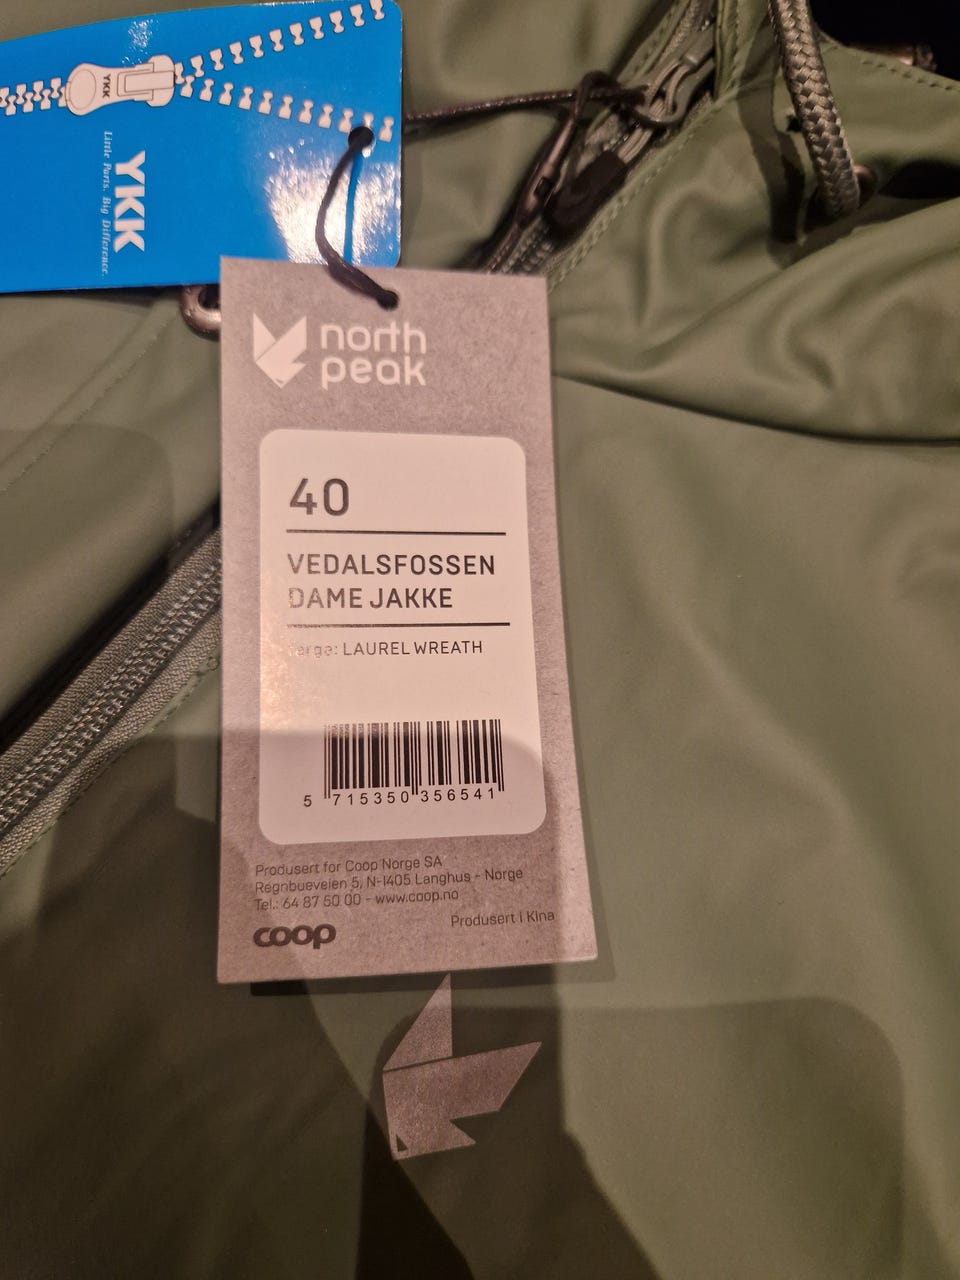 YKK
YKK
Little Parts. Big Difference.
north
peak
40
VEDALSFOSSEN
DAME JAKKE
farge: LAUREL WREATH
5 715350 356541
Produsert for Coop Norge SA
Regnbueveien 5, N-1405 Langhus - Norge
Tel.: 64 87 50 00 - www.coop.no
Produsert i Kina
coop